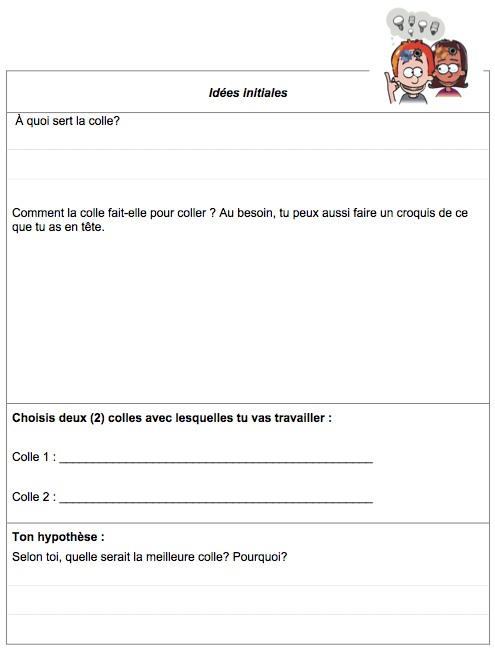 Idées initiales
À quoi sert la colle?
Comment la colle fait-elle pour coller ? Au besoin, tu peux aussi faire un croquis de ce
que tu as en tête.
Choisis deux (2) colles avec lesquelles tu vas travailler :
Colle 1 : _______________________________________________
Colle 2 : _______________________________________________
Ton hypothèse :
Selon toi, quelle serait la meilleure colle? Pourquoi?